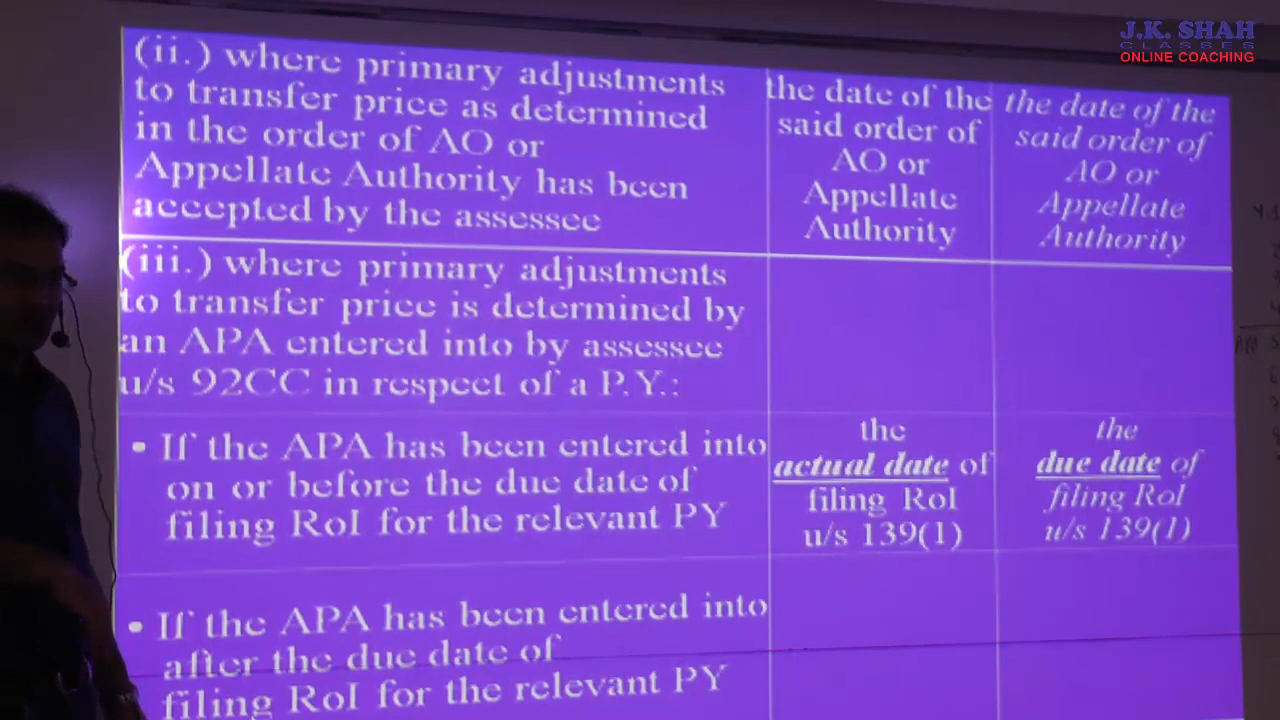 J.K. SHAH
CLASSES
ONLINE COACHING
(ii.) where primary adjustments
to transfer price as determined
in the order of AO or
Appellate Authority has been
accepted by the assessee
the date of the
said order of
AO or
Appellate
Authority
the date of the
said order of
AO or
Appellate
Authority
(iii.) where primary adjustments
to transfer price is determined by
an APA entered into by assessee
u/s 92CC in respect of a P.Y.:
• If the APA has been entered into
on or before the due date of
filing RoI for the relevant PY
the
actual date of
filing RoI
u/s 139(1)
the
due date of
filing RoI
u/s 139(1)
• If the APA has been entered into
after the due date of
filing RoI for the relevant PY